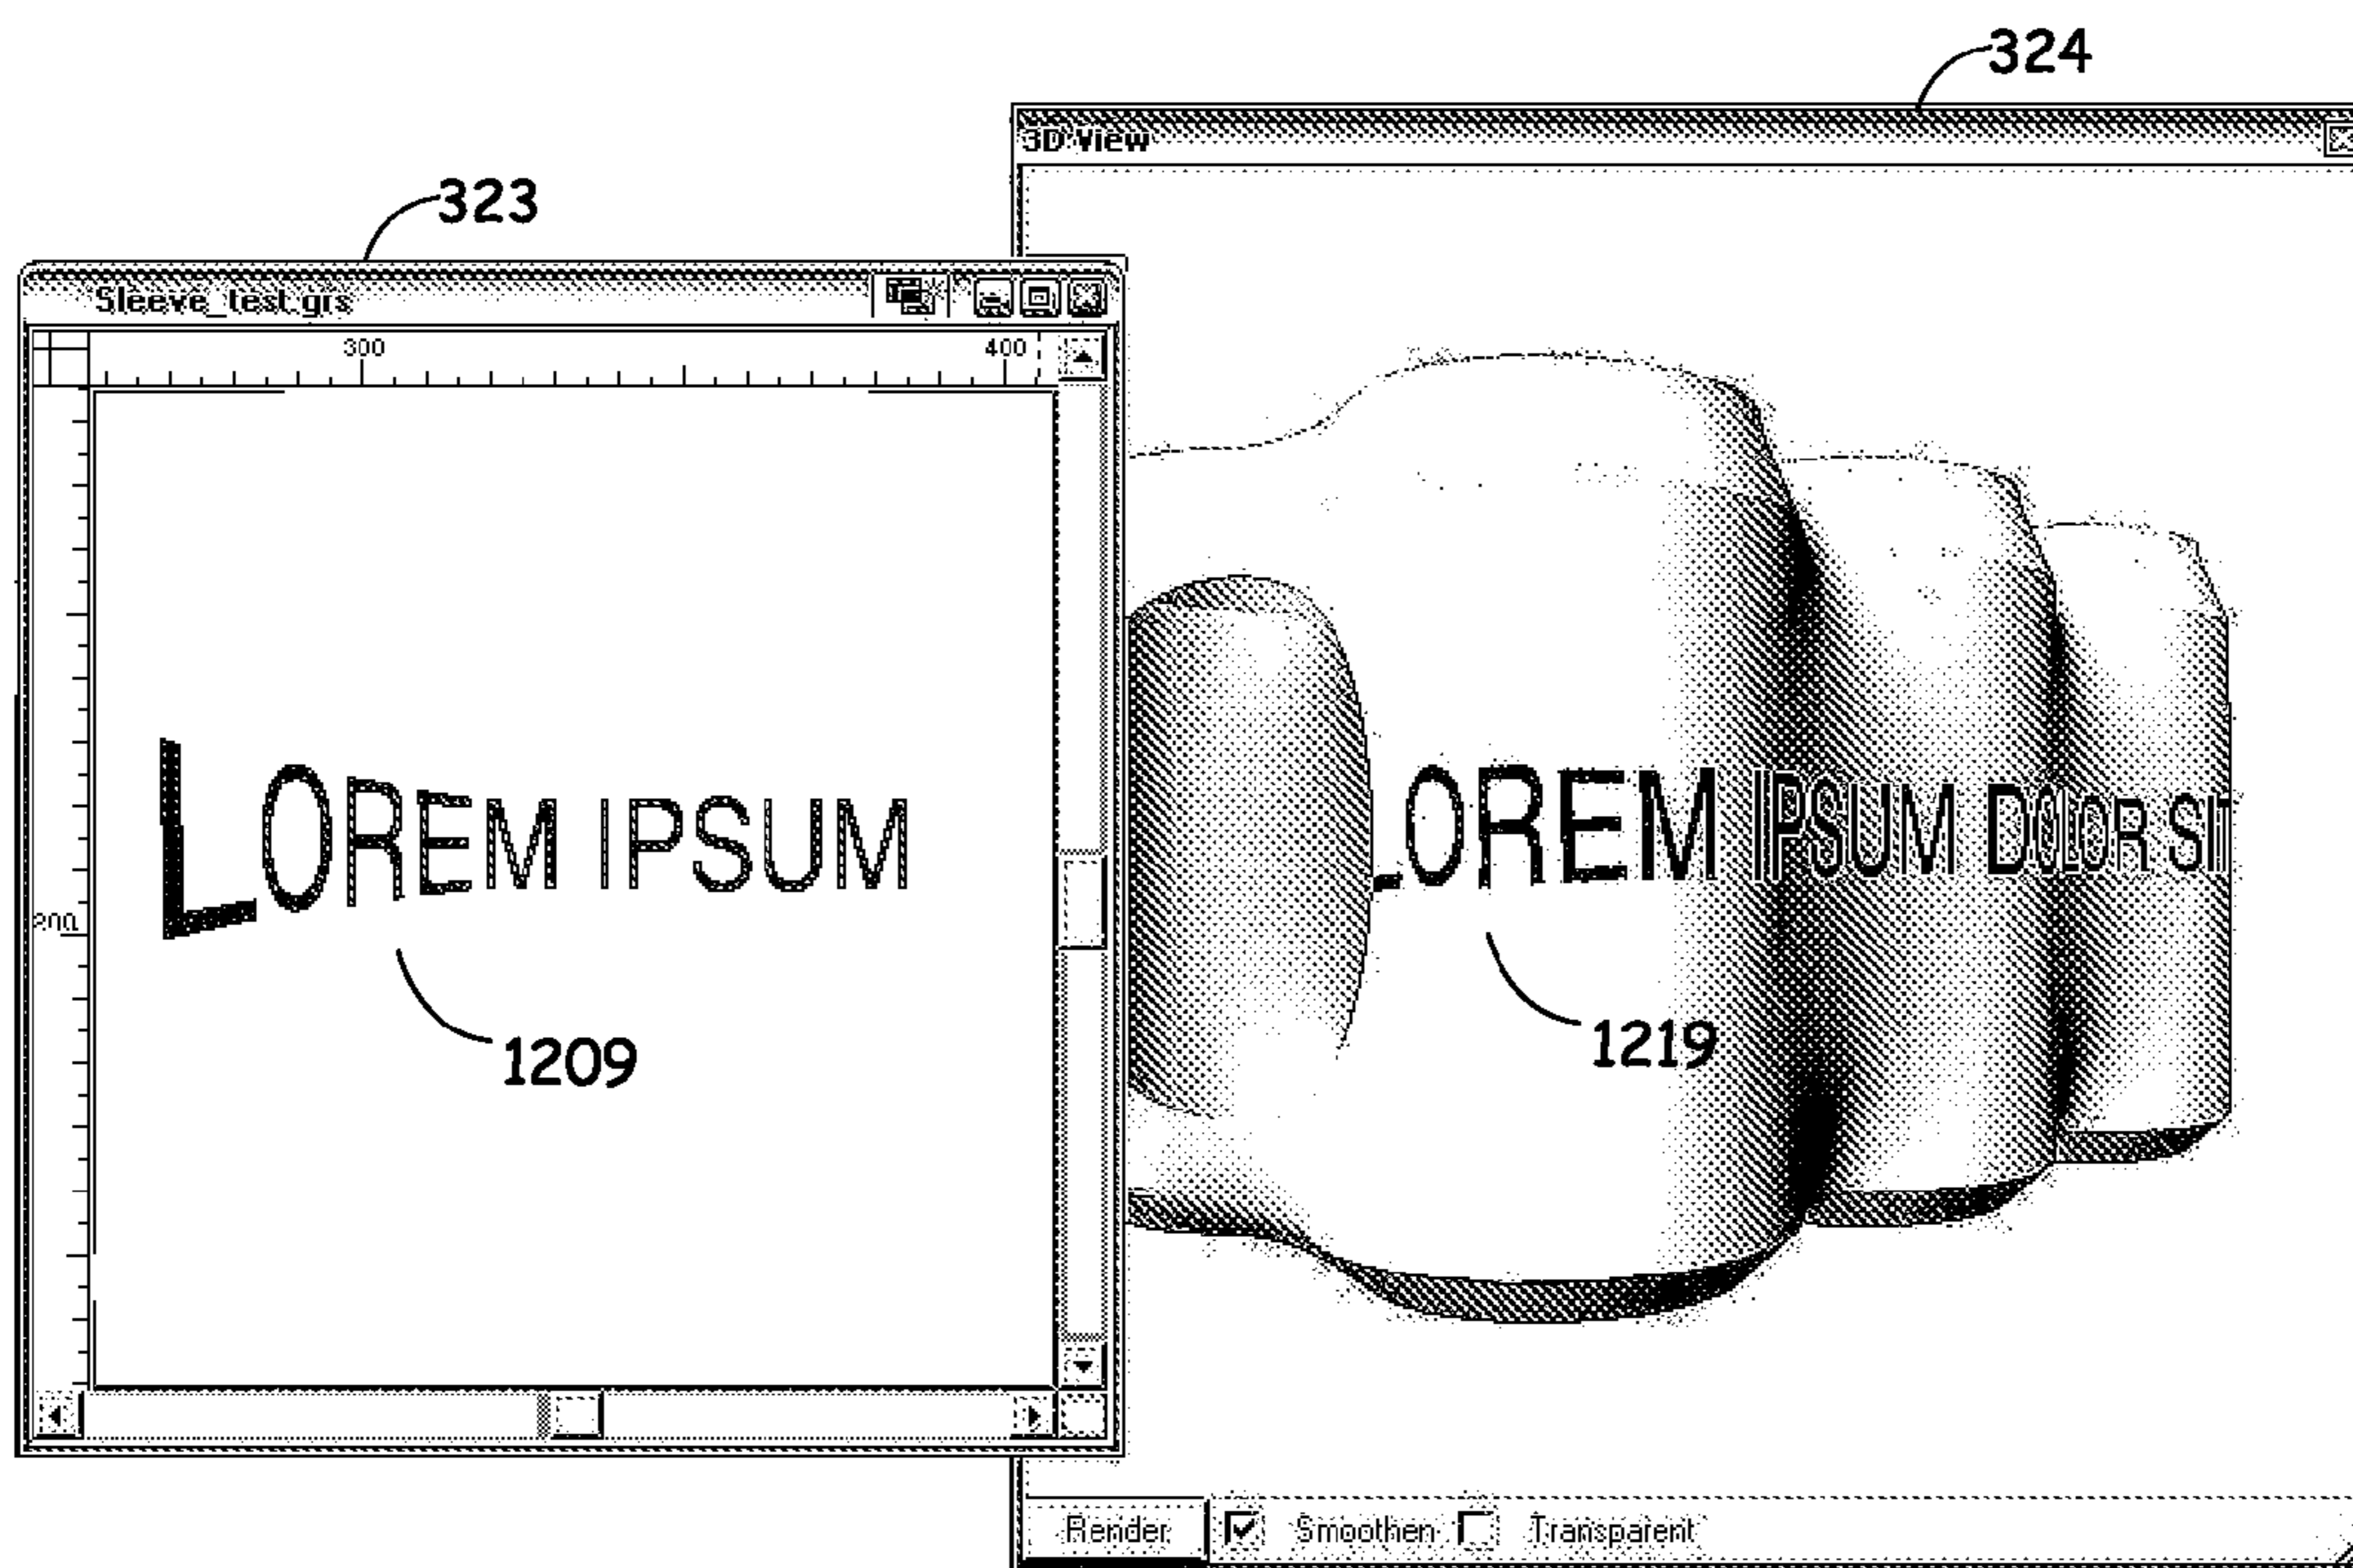 324
3D View
323
Sleeve_test.grs
300 400
200
LOREM IPSUM
OREM IPSUM DOLOR SIT
1209
1219
Render Smoothen Transparent